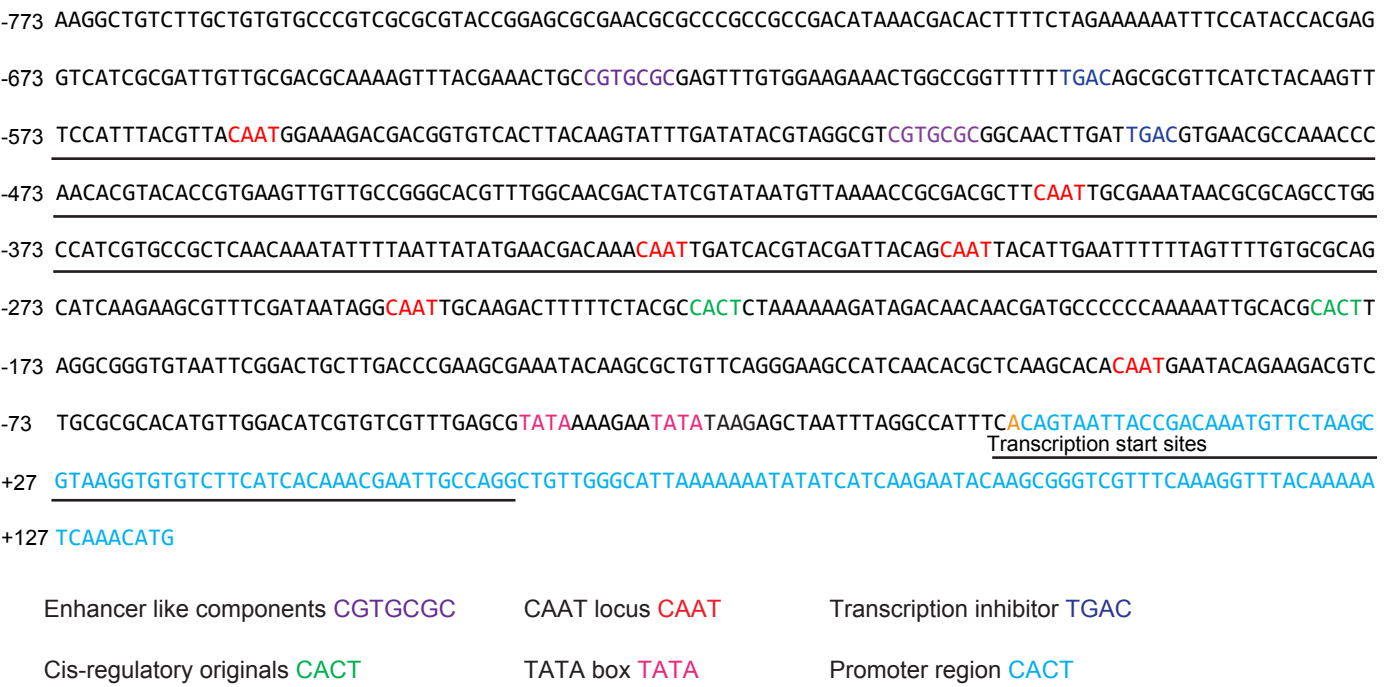 -773 AAGGCTGTCTTGCTGTGTGCCCGTCGCGCGTACCGGAGCGCGAACGCGCCCGCCGCCGACATAAACGACACTTTTCTAGAAAAAATTTCCATACCACGAG
-673 GTCATCGCGATTGTTGCGACGCAAAAGTTTACGAAACTGCCGTGCGCGAGTTTGTGGAAGAAACTGGCCGGTTTTTTGACAGCGCGTTCATCTACAAGTT
-573 TCCATTTACGTTACAATGGAAAGACGACGGTGTCACTTACAAGTATTTGATATACGTAGGCGTCGTGCGCGGCAACTTGATTGACGTGAACGCCAAACCC
-473 AACACGTACACCGTGAAGTTGTTGCCGGGCACGTTTGGCAACGACTATCGTATAATGTTAAAACCGCGACGCTTCAATTGCGAAATAACGCGCAGCCTGG
-373 CCATCGTGCCGCTCAACAAATATTTTAATTATATGAACGACAAACAATTGATCACGTACGATTACAGCAATTACATTGAATTTTTTAGTTTTGTGCGCAG
-273 CATCAAGAAGCGTTTCGATAATAGGCAATTGCAAGACTTTTTCTACGCCACTCTAAAAAAGATAGACAACAACGATGCCCCCCAAAAATTGCACGCACTT
-173 AGGCGGGTGTAATTCGGACTGCTTGACCCGAAGCGAAATACAAGCGCTGTTCAGGGAAGCCATCAACACGCTCAAGCACACAATGAATACAGAAGACGTC
-73 TGCGCGCACATGTTGGACATCGTGTCGTTTGAGCGTATAAAAGAATATATAAGAGCTAATTTAGGCCATTTCACAGTAATTACCGACAAATGTTCTAAGC
Transcription start sites
+27 GTAAGGTGTGTCTTCATCACAAACGAATTGCCAGGCTGTTGGGCATTAAAAAAATATATCATCAAGAATACAAGCGGGTCGTTTCAAAGGTTTACAAAAA
+127 TCAAACATG
Enhancer like components CGTGCGC CAAT locus CAAT Transcription inhibitor TGAC
Cis-regulatory originals CACT TATA box TATA Promoter region CACT